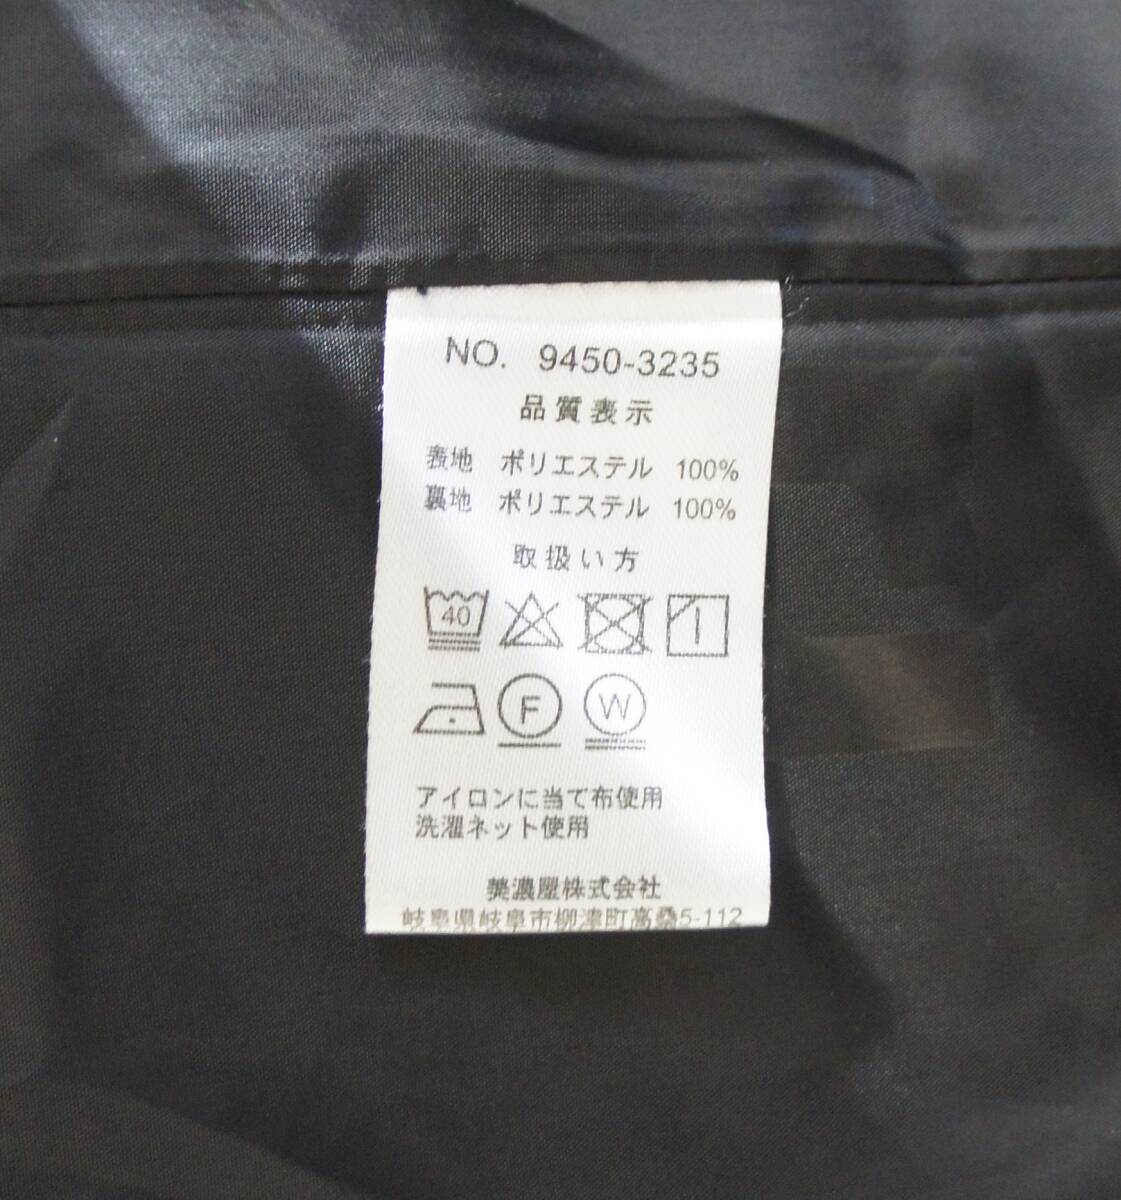 NO. 9450-3235
品質表示
表地 ポリエステル 100%
裏地 ポリエステル 100%
取扱い方
40
F W
アイロンに当て布使用
洗濯ネット使用
美濃屋株式会社
岐阜県岐阜市柳津町高桑5-112